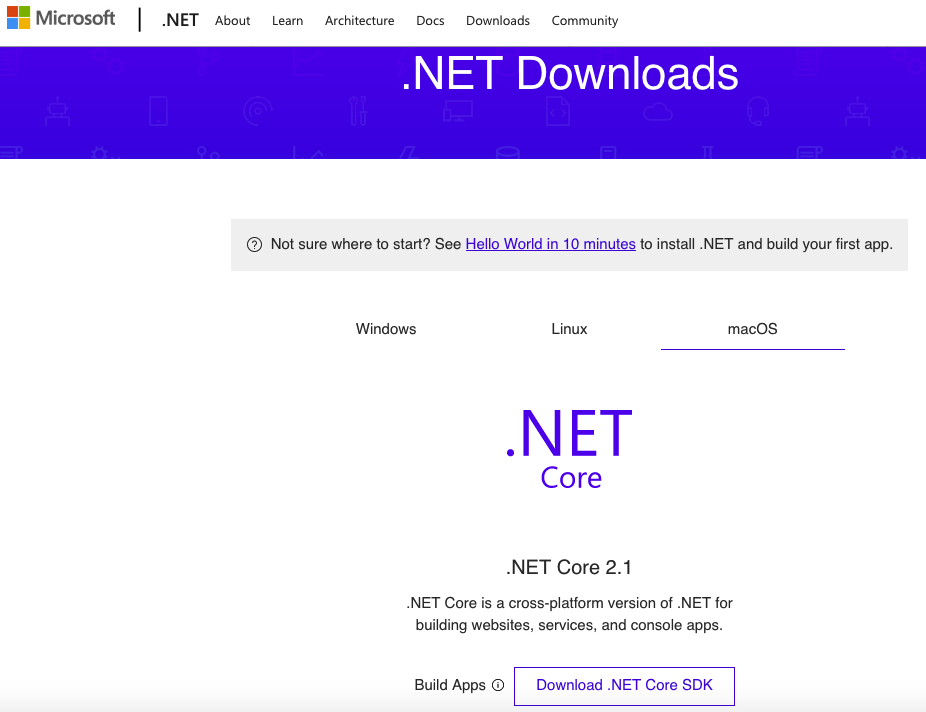 Microsoft .NET About Learn Architecture Docs Downloads Community
.NET Downloads
Not sure where to start? See Hello World in 10 minutes to install .NET and build your first app.
Windows Linux macOS
.NET
Core
.NET Core 2.1
.NET Core is a cross-platform version of .NET for
building websites, services, and console apps.
Build Apps Download .NET Core SDK